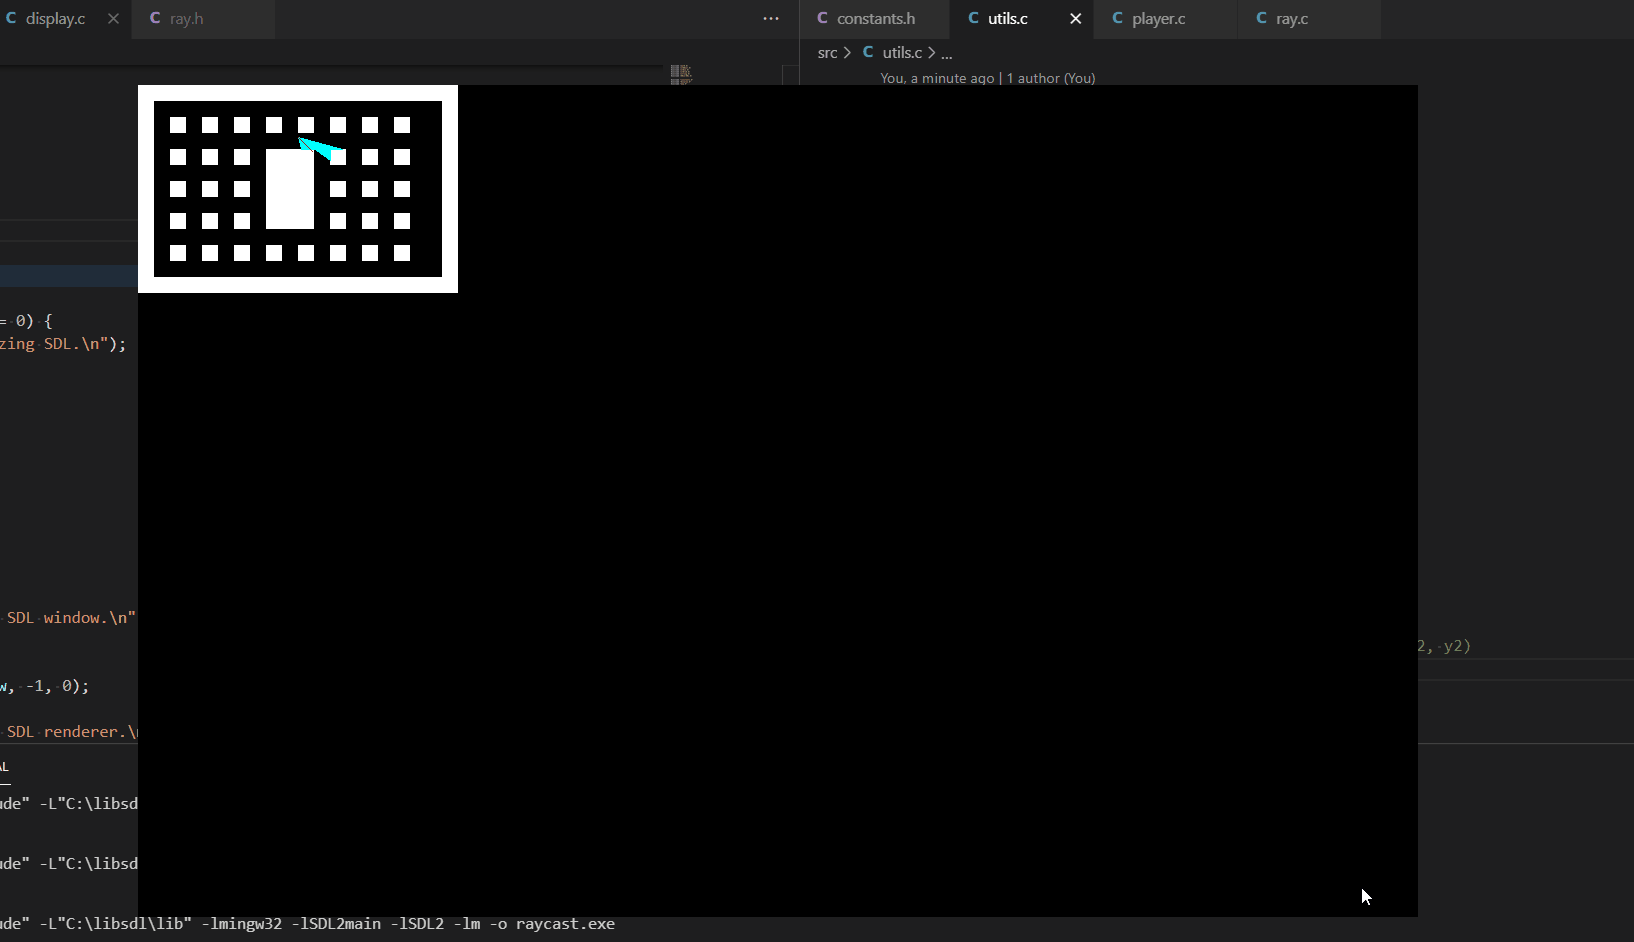 C display.c
C ray.h
...
C constants.h
C utils.c
C player.c
C ray.c
src > C utils.c > ...
You, a minute ago | 1 author (You)
= 0) {
zing SDL.\n");
SDL window.\n"
2, y2)
w, -1, 0);
SDL renderer.\
AL
ude" -L"C:\libsd
ude" -L"C:\libsd
ude" -L"C:\libsdl\lib" -lmingw32 -lSDL2main -lSDL2 -lm -o raycast.exe